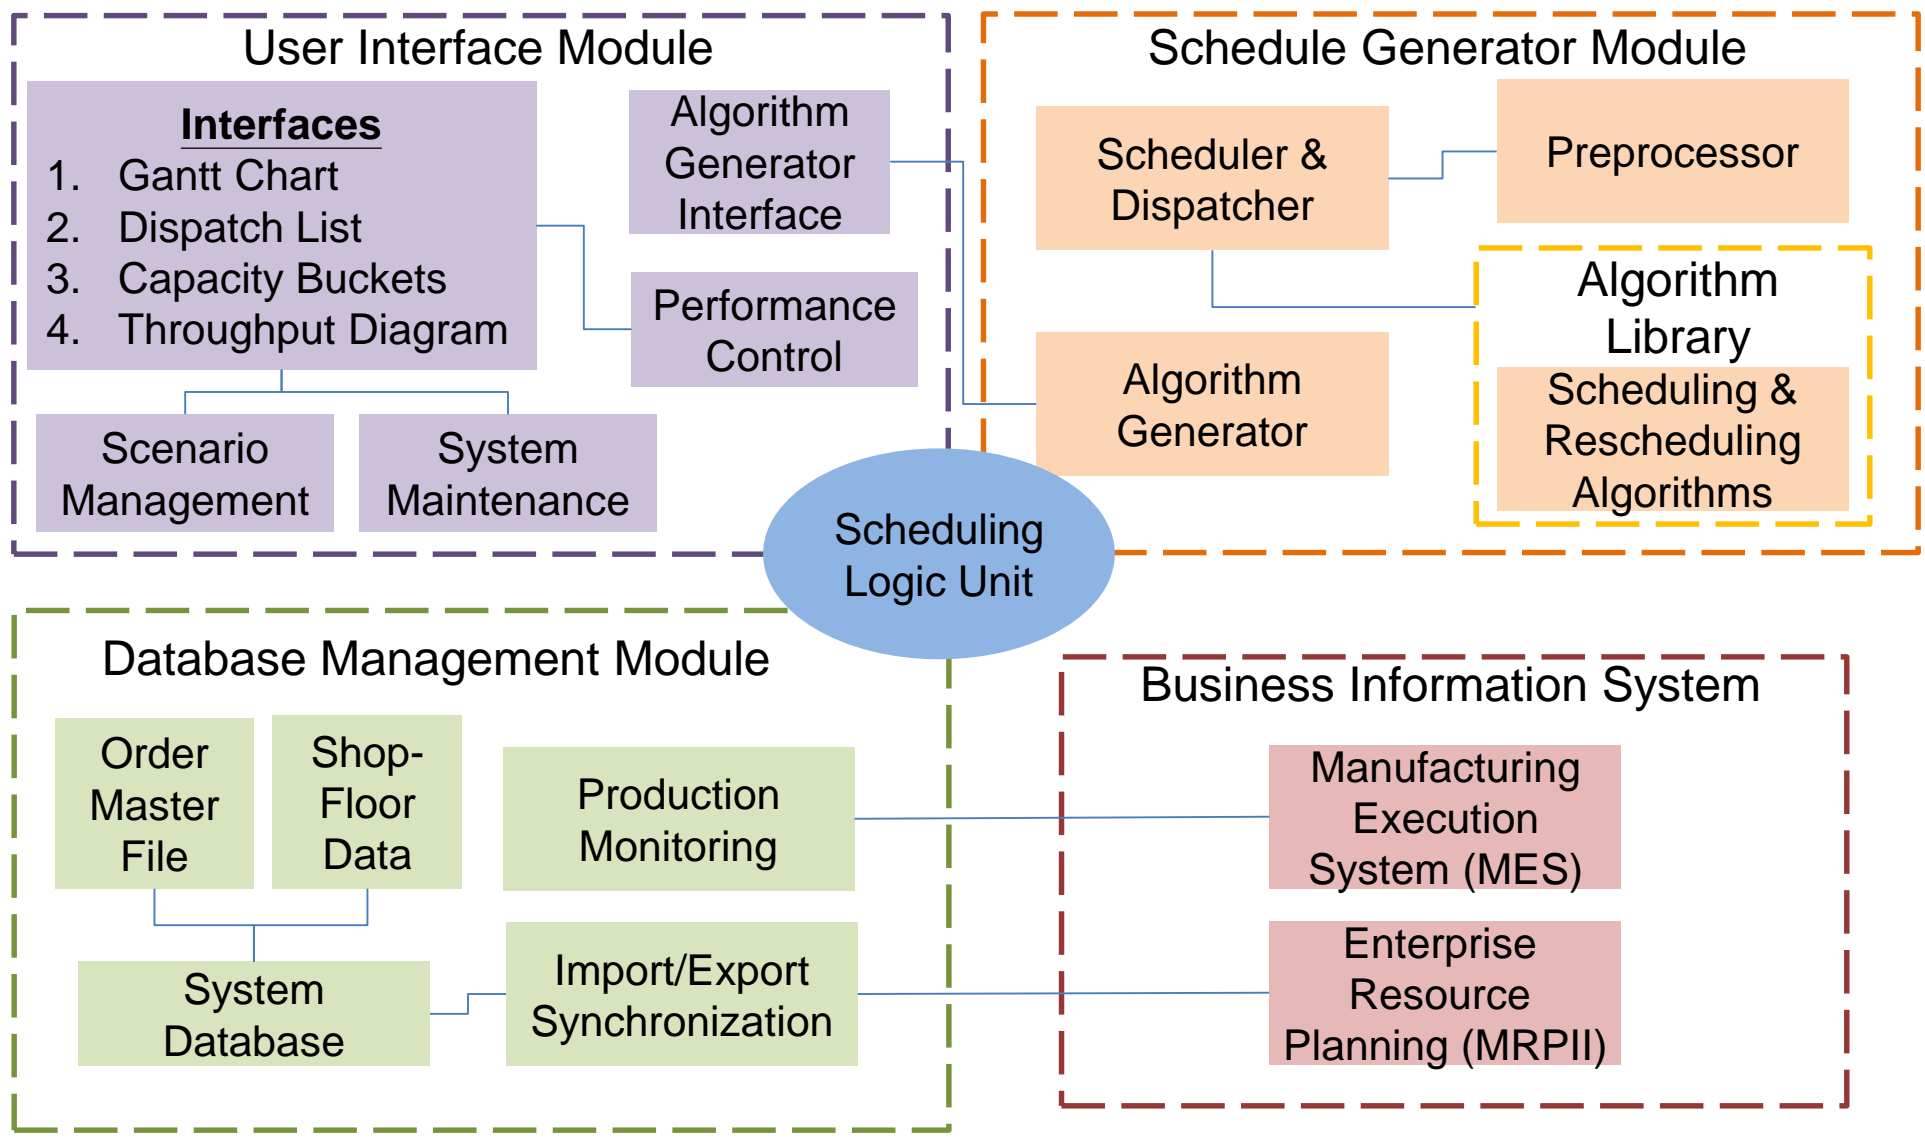 User Interface Module
Interfaces
1. Gantt Chart
2. Dispatch List
3. Capacity Buckets
4. Throughput Diagram
Algorithm
Generator
Interface
Performance
Control
Scenario
Management
System
Maintenance
Schedule Generator Module
Scheduler &
Dispatcher
Preprocessor
Algorithm
Generator
Algorithm
Library
Scheduling &
Rescheduling
Algorithms
Scheduling
Logic Unit
Database Management Module
Order
Master
File
Shop-
Floor
Data
Production
Monitoring
System
Database
Import/Export
Synchronization
Business Information System
Manufacturing
Execution
System (MES)
Enterprise
Resource
Planning (MRPII)